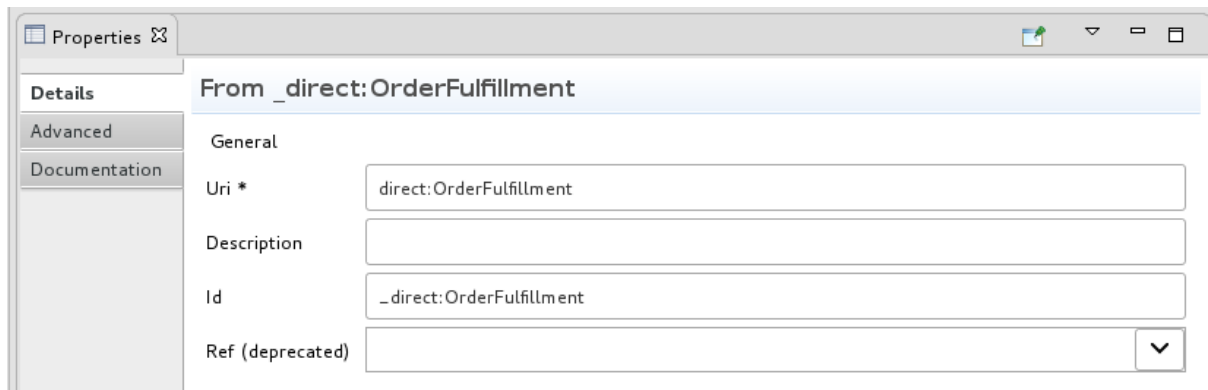 Properties
Details
Advanced
Documentation
From _direct:OrderFulfillment
General
Uri *
direct:OrderFulfillment
Description
Id
_direct:OrderFulfillment
Ref (deprecated)